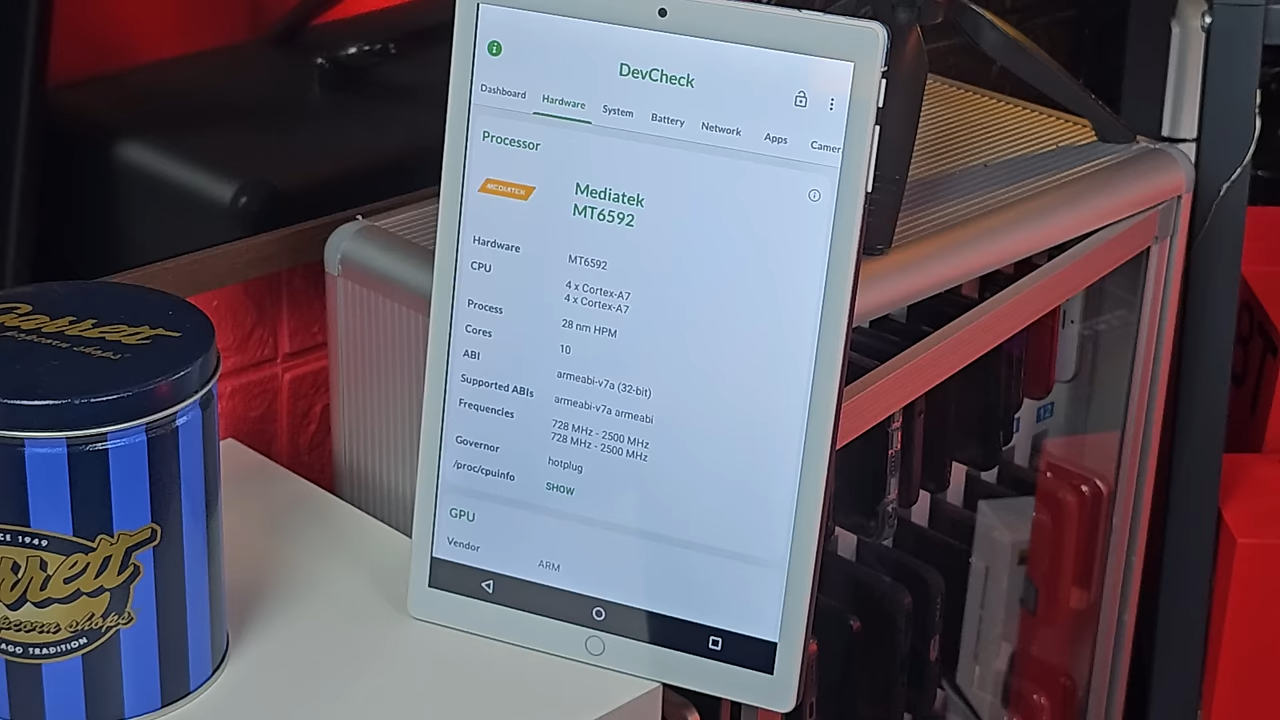 DevCheck
Dashboard Hardware System Battery Network Apps Camer
Processor
MEDIATEK
Mediatek
MT6592
Hardware MT6592
CPU 4 x Cortex-A7
4 x Cortex-A7
Process 28 nm HPM
Cores 10
ABI armeabi-v7a (32-bit)
Supported ABIs armeabi-v7a armeabi
Frequencies 728 MHz - 2500 MHz
728 MHz - 2500 MHz
Governor hotplug
/proc/cpuinfo SHOW
GPU
Vendor ARM
Garrett
popcorn shops
CE 1949
rrett
pcorn shops
AGO TRADITION
12